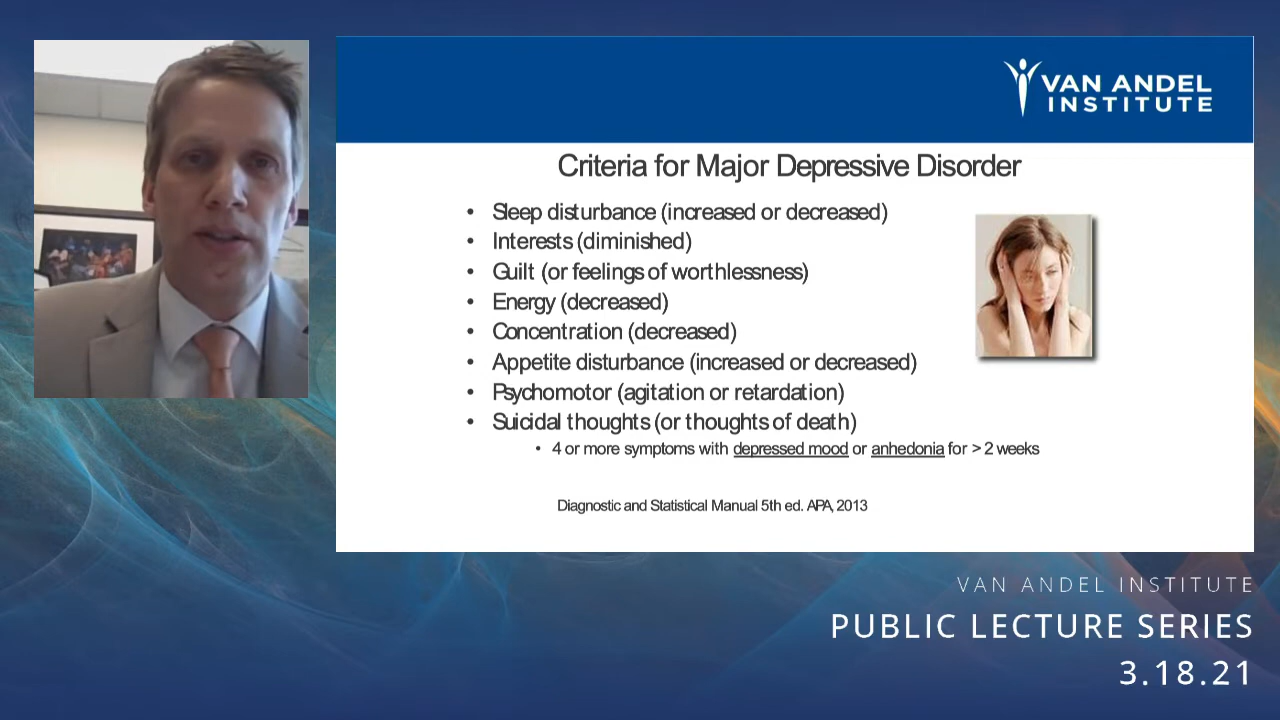 VAN ANDEL
INSTITUTE
Criteria for Major Depressive Disorder
• Sleep disturbance (increased or decreased)
• Interests (diminished)
• Guilt (or feelings of worthlessness)
• Energy (decreased)
• Concentration (decreased)
• Appetite disturbance (increased or decreased)
• Psychomotor (agitation or retardation)
• Suicidal thoughts (or thoughts of death)
• 4 or more symptoms with depressed mood or anhedonia for > 2 weeks
Diagnostic and Statistical Manual 5th ed. APA, 2013
VAN ANDEL INSTITUTE
PUBLIC LECTURE SERIES
3.18.21